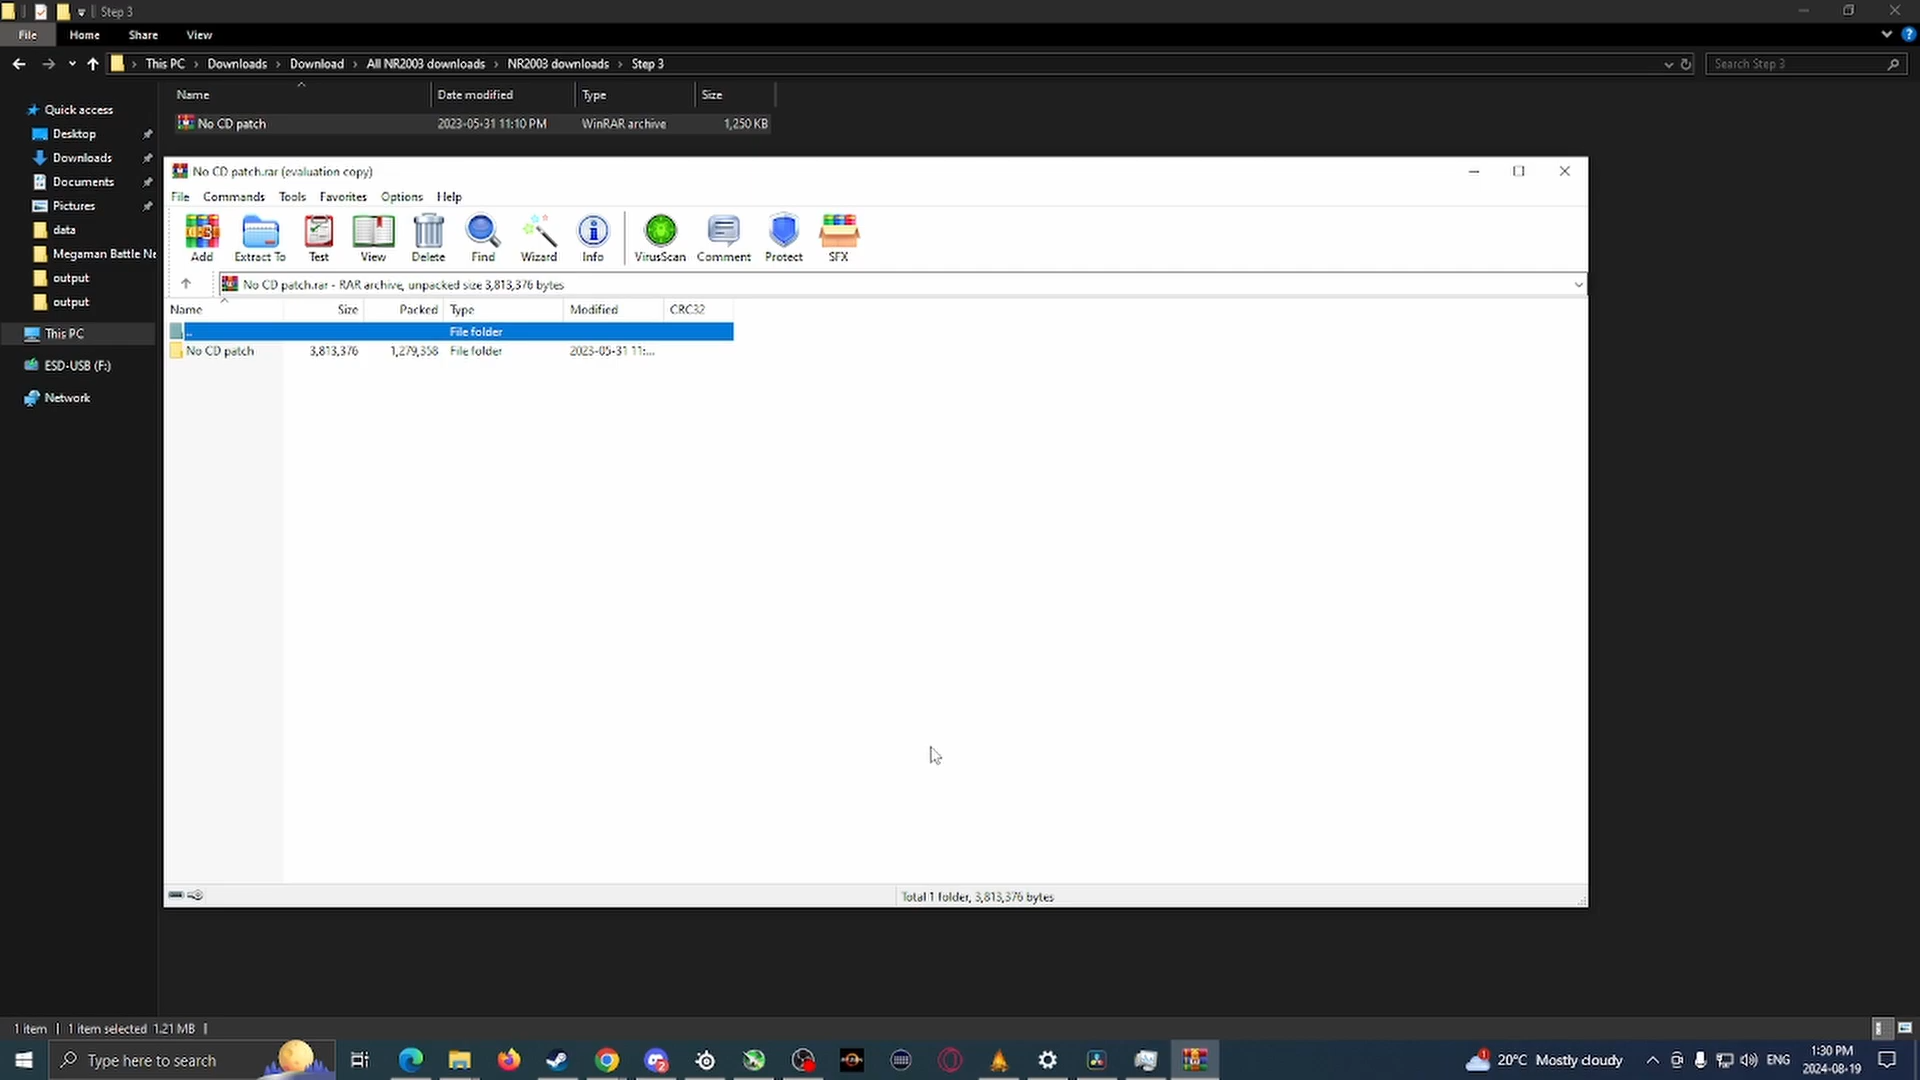 Step 3
File Home Share View
This PC Downloads Download All NR2003 downloads NR2003 downloads Step 3
Search Step 3
Name Date modified Type Size
No CD patch 2023-05-31 11:10 PM WinRAR archive 1,250 KB
Quick access
Desktop
Downloads
Documents
Pictures
data
Megaman Battle Ne
output
output
This PC
ESD-USB (F:)
Network
No CD patch.rar (evaluation copy)
File Commands Tools Favorites Options Help
Add Extract To Test View Delete Find Wizard Info VirusScan Comment Protect SFX
No CD patch.rar - RAR archive, unpacked size 3,813,376 bytes
Name Size Packed Type Modified CRC32
.. File folder
No CD patch 3,813,376 1,279,358 File folder 2023-05-31 11:...
Total 1 folder, 3,813,376 bytes
1 item 1 item selected 1.21 MB
Type here to search
20°C Mostly cloudy ENG 1:30 PM
2024-08-19